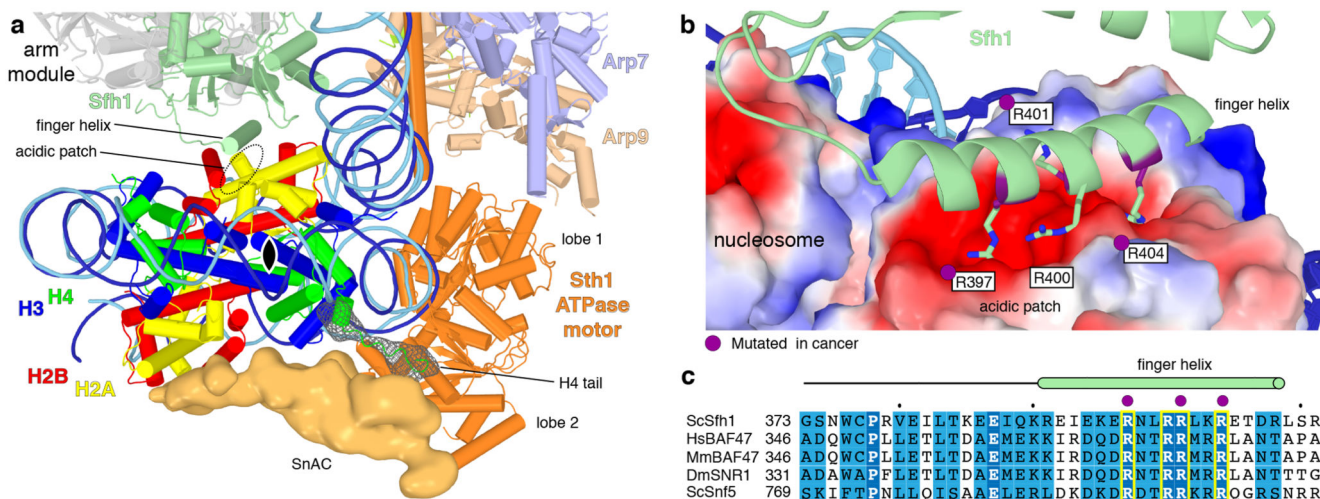 a
arm
module
Sfh1
finger helix
acidic patch
Arp7
Arp9
lobe 1
Sth1
ATPase
motor
H3 H4
H2B H2A
H4 tail
lobe 2
SnAC
b
Sfh1
R401
finger helix
nucleosome
R404
R397
R400
acidic patch
Mutated in cancer
c
finger helix
ScSfh1 373 GSNWCPRVEILTKEEIQKREIEKERNLRRLKRETDRLSR
HsBAF47 346 ADQWCPLLETLTDAEMEKKIRDQDRNTRRMRRLANTAPA
MmBAF47 346 ADQWCPLLETLTDAEMEKKIRDQDRNTRRMRRLANTAPA
DmSNR1 331 ADAWAPFLETLTDAEMEKKIRDQDRNTRRMRRLANTTTG
ScSnf5 769 SKIFTPNLLQISAAELERLDKDKDRDTRRKRRQGRSNRR